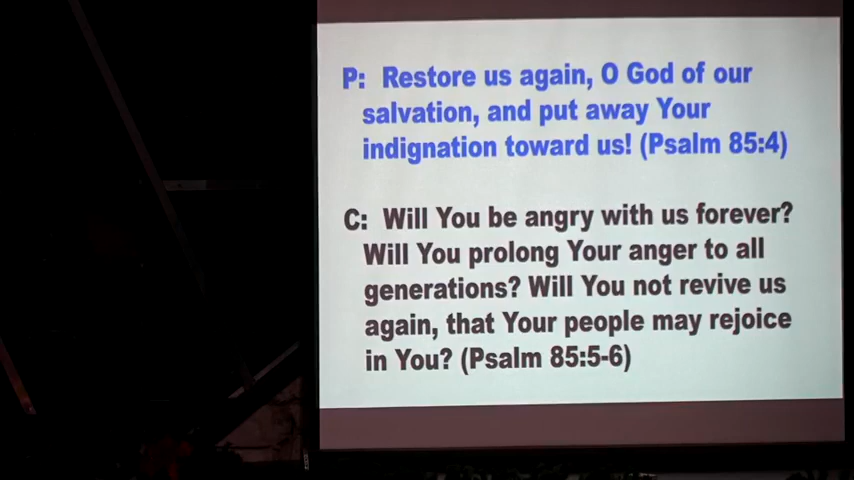 P: Restore us again, O God of our
salvation, and put away Your
indignation toward us! (Psalm 85:4)
C: Will You be angry with us forever?
Will You prolong Your anger to all
generations? Will You not revive us
again, that Your people may rejoice
in You? (Psalm 85:5-6)